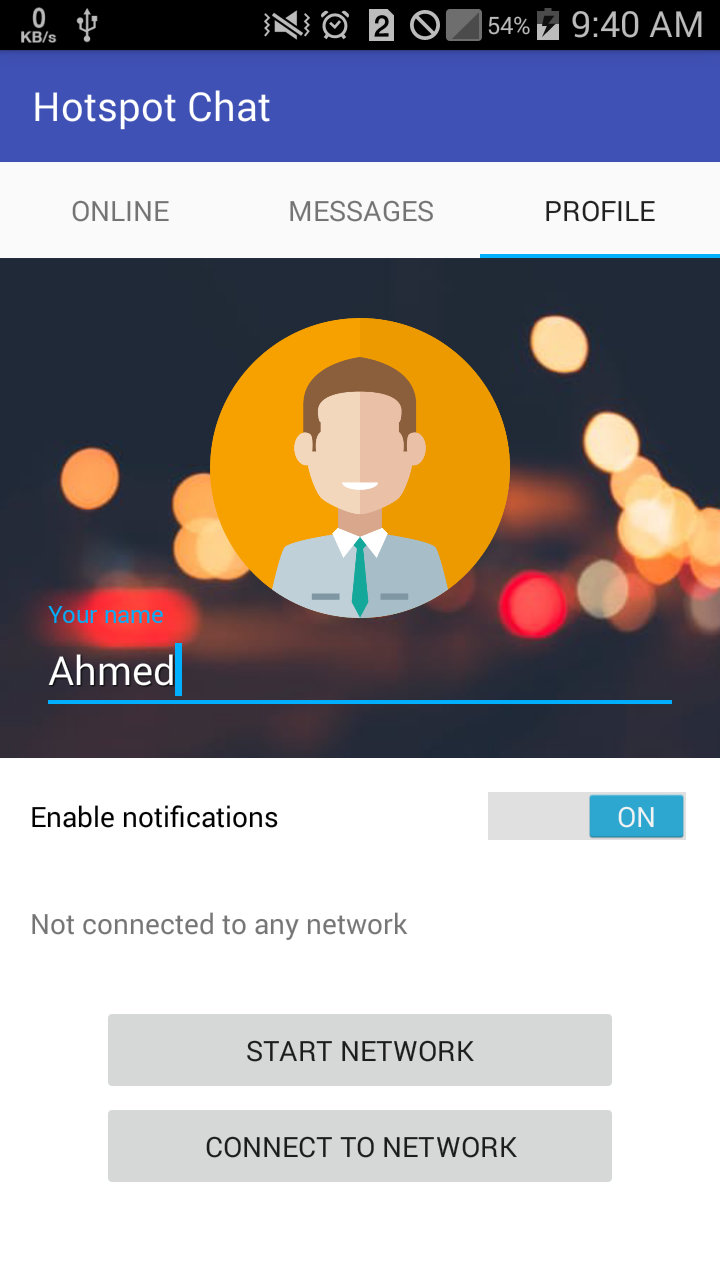 0
KB/s
2
54%
9:40 AM
Hotspot Chat
ONLINE
MESSAGES
PROFILE
Your name
Ahmed
Enable notifications
ON
Not connected to any network
START NETWORK
CONNECT TO NETWORK